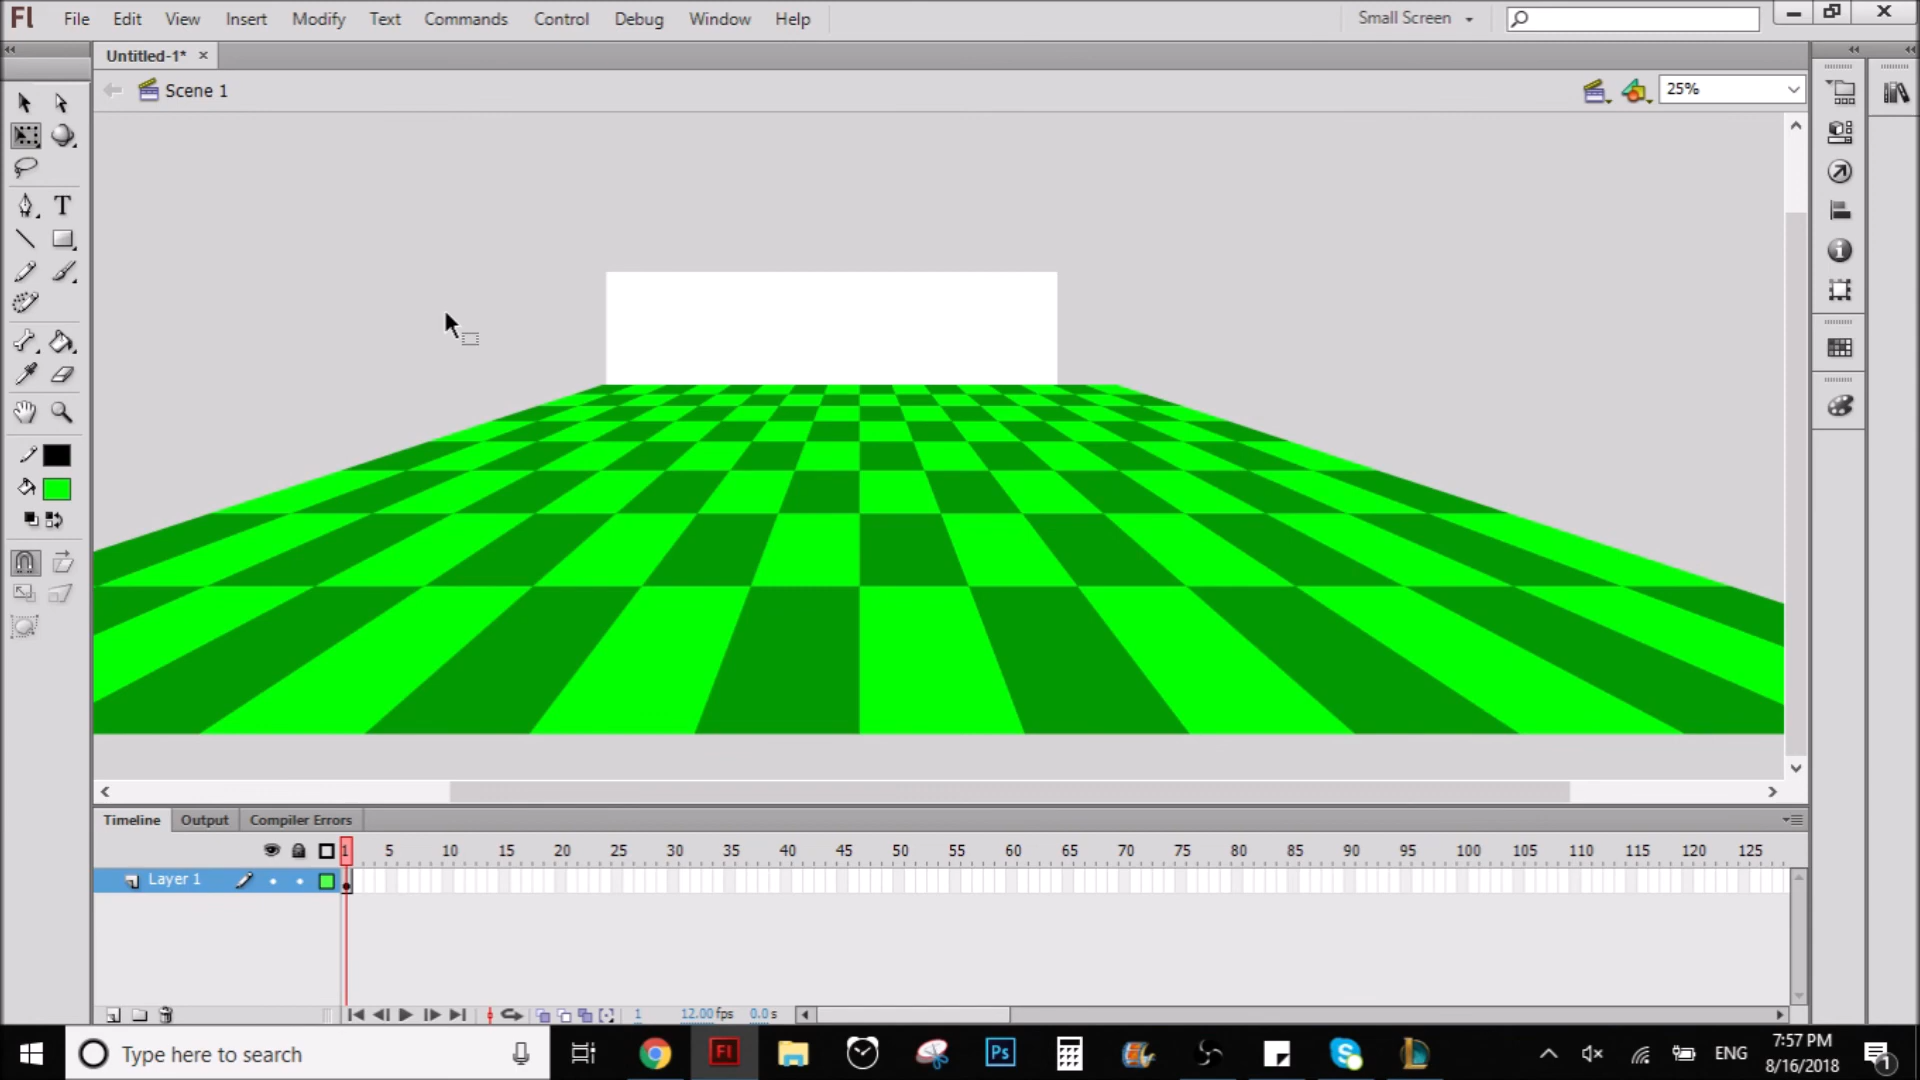 Fl File Edit View Insert Modify Text Commands Control Debug Window Help Small Screen
Untitled-1*
Scene 1 25%
T
Timeline Output Compiler Errors
1 5 10 15 20 25 30 35 40 45 50 55 60 65 70 75 80 85 90 95 100 105 110 115 120 125
Layer 1
1 12.00 fps 0.0 s
Type here to search Fl Ps ENG 7:57 PM
8/16/2018 1